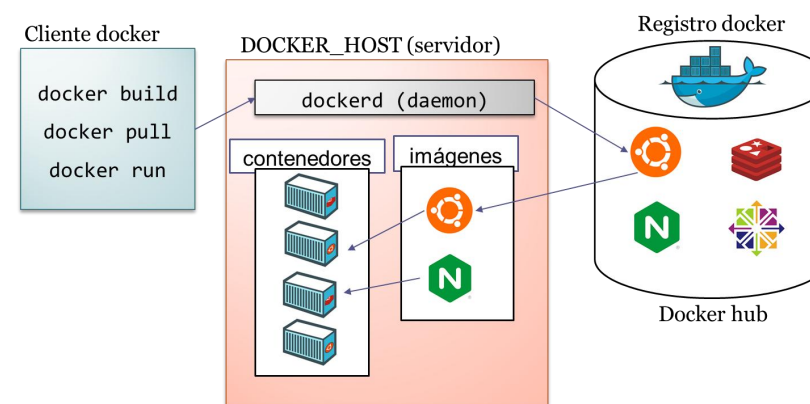 Cliente docker
docker build
docker pull
docker run
DOCKER_HOST (servidor)
dockerd (daemon)
contenedores
imágenes
Registro docker
N
N
Docker hub